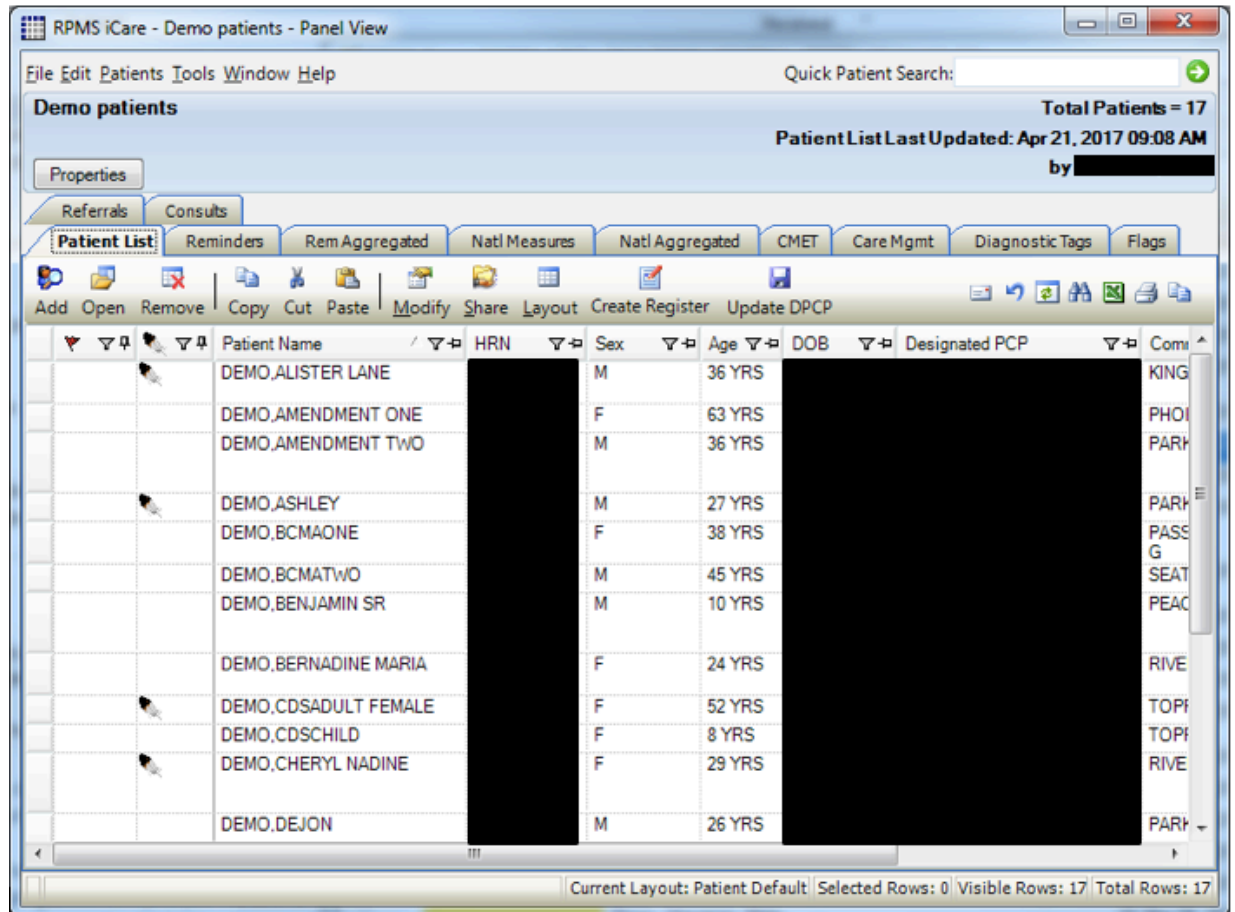 RPMS iCare - Demo patients - Panel View
File Edit Patients Tools Window Help Quick Patient Search:
Demo patients Total Patients = 17
Patient List Last Updated: Apr 21, 2017 09:08 AM
Properties by
Referrals Consults
Patient List Reminders Rem Aggregated Natl Measures Natl Aggregated CMET Care Mgmt Diagnostic Tags Flags
Add Open Remove Copy Cut Paste Modify Share Layout Create Register Update DPCP
Patient Name HRN Sex Age DOB Designated PCP
DEMO,ALISTER LANE M 36 YRS KING
DEMO,AMENDMENT ONE F 63 YRS
DEMO,AMENDMENT TWO M 36 YRS
DEMO,ASHLEY M 27 YRS
DEMO,BCMAONE F 38 YRS PASS
G
DEMO,BCMATWO M 45 YRS SEAT
DEMO,BENJAMIN SR M 10 YRS PEAC
DEMO,BERNADINE MARIA F 24 YRS RIVE
DEMO,CDSADULT FEMALE F 52 YRS
DEMO,CDSCHILD F 8 YRS
DEMO,CHERYL NADINE F 29 YRS RIVE
DEMO,DEJON M 26 YRS
Current Layout: Patient Default Selected Rows: 0 Visible Rows: 17 Total Rows: 17